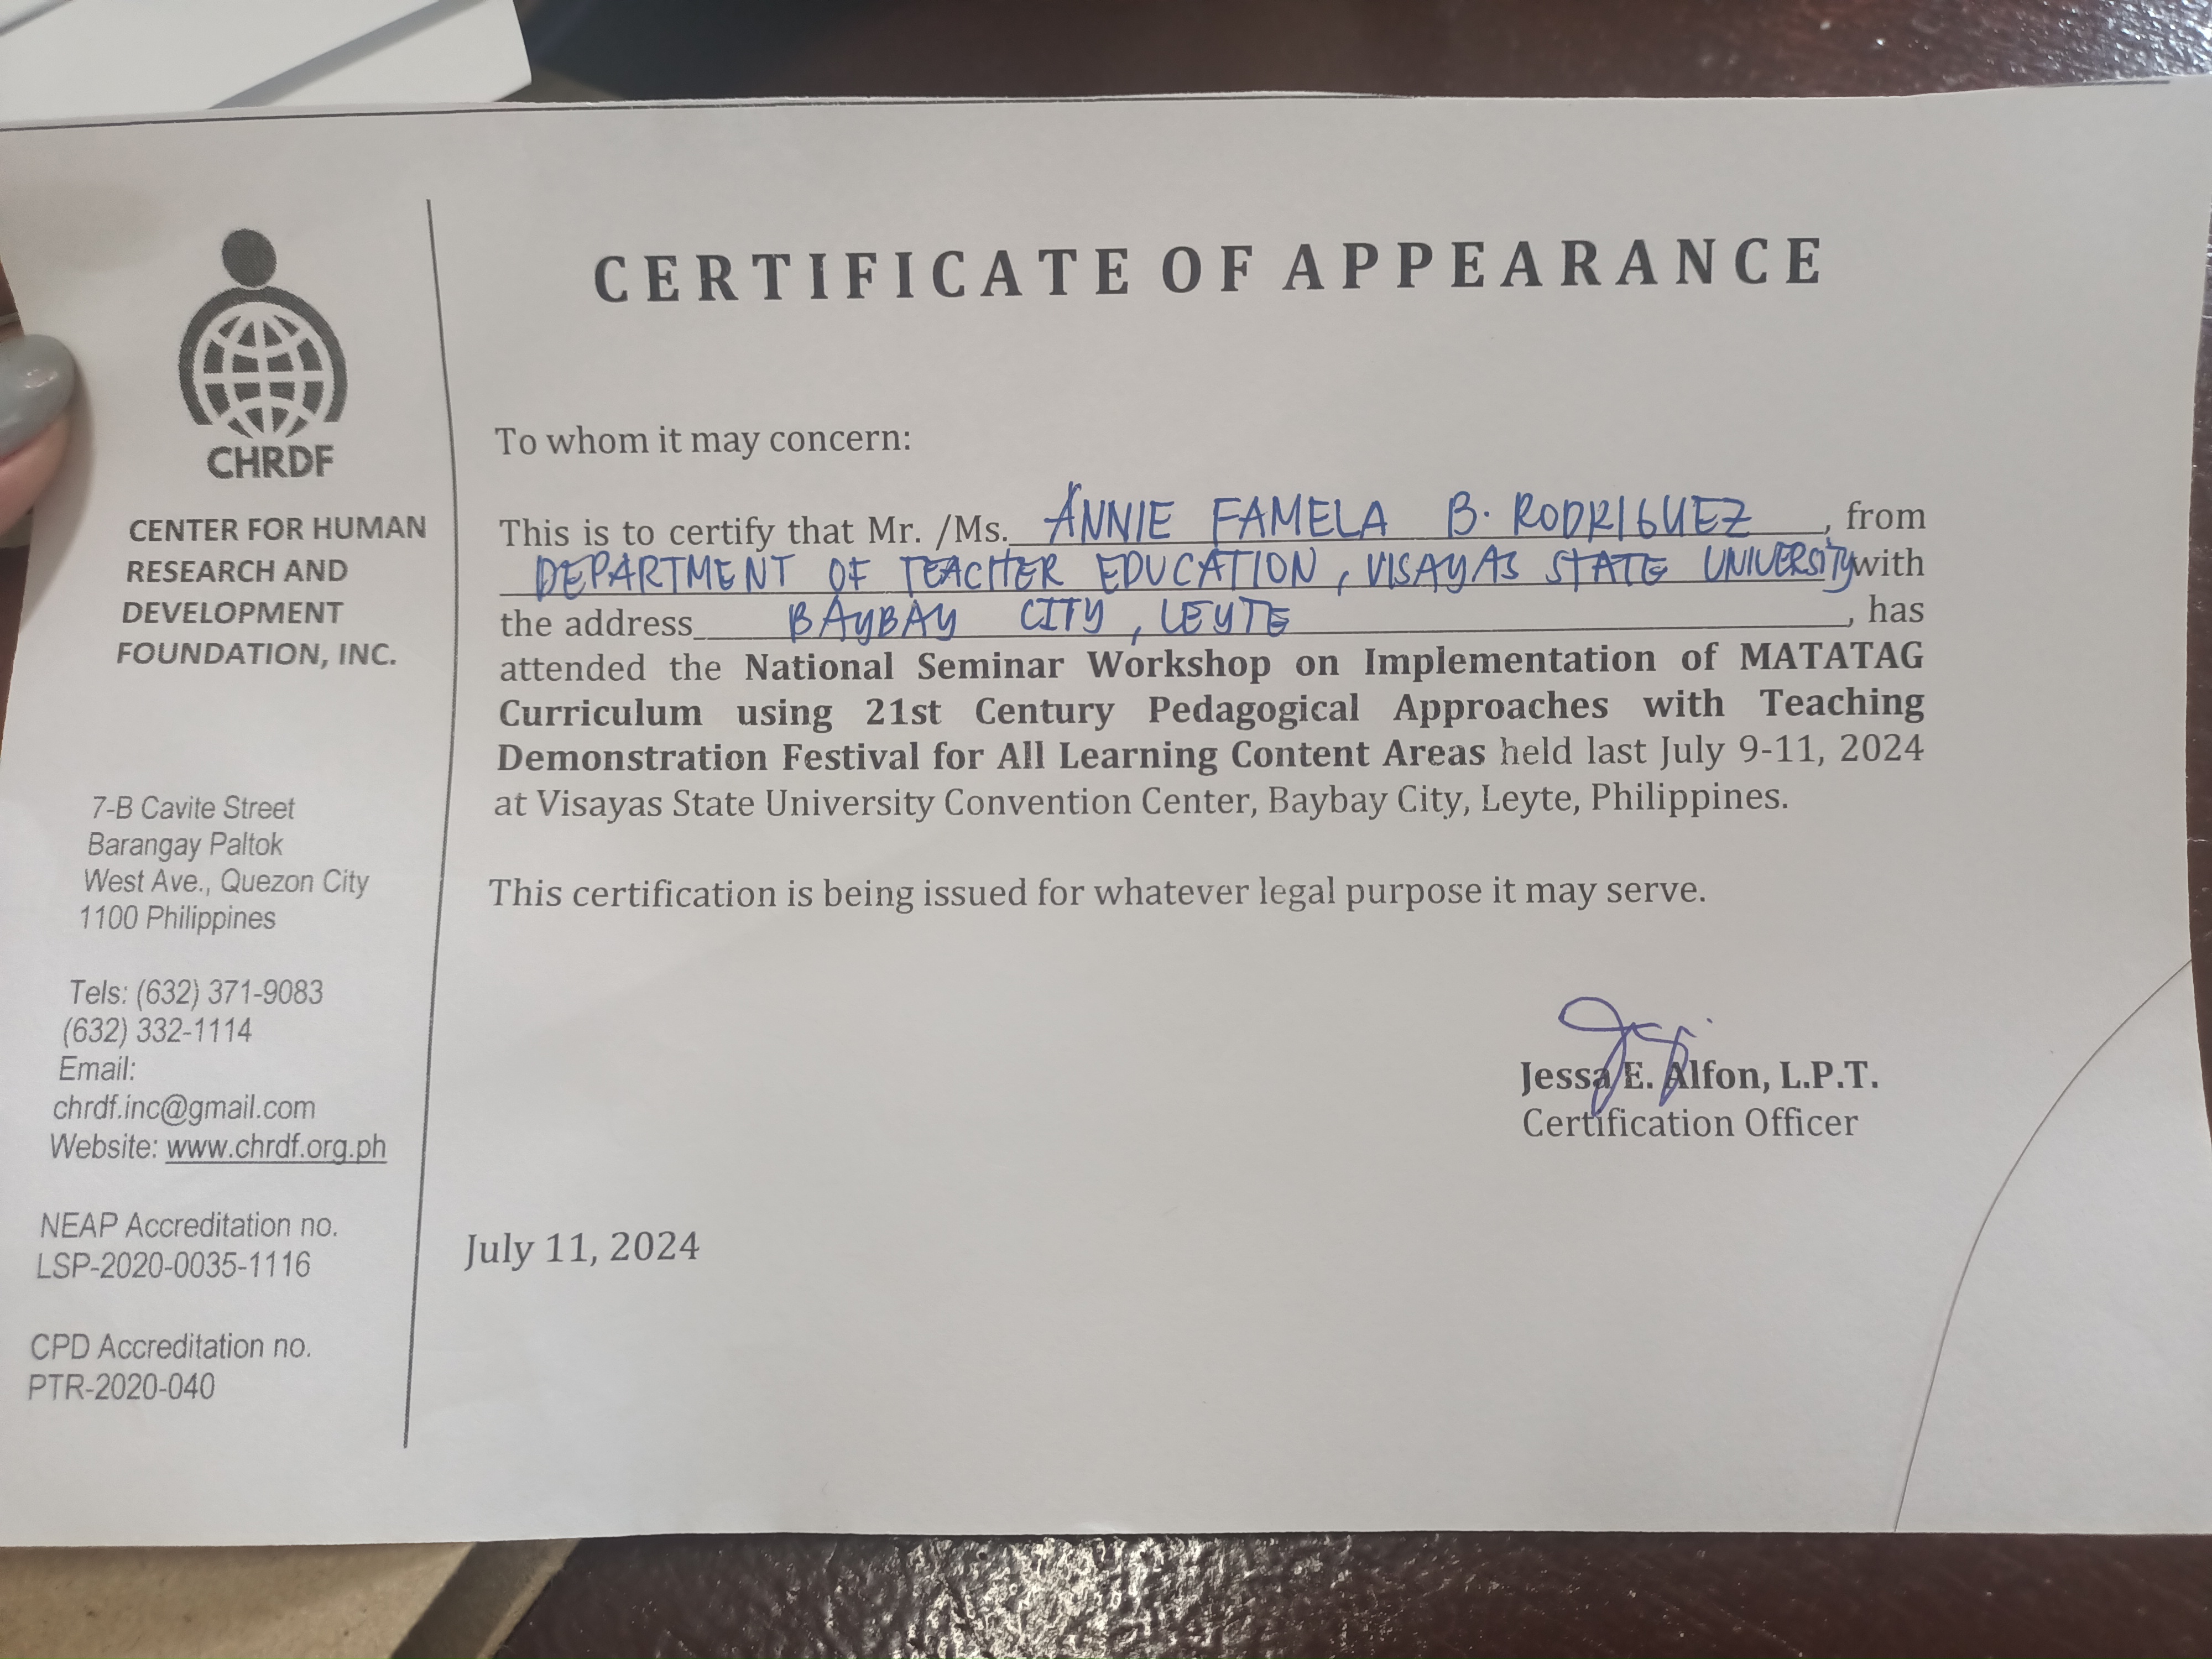 CHRDF
CENTER FOR HUMAN
RESEARCH AND
DEVELOPMENT
FOUNDATION, INC.
7-B Cavite Street
Barangay Paltok
West Ave., Quezon City
1100 Philippines
Tels: (632) 371-9083
(632) 332-1114
Email:
chrdf.inc@gmail.com
Website: www.chrdf.org.ph
NEAP Accreditation no.
LSP-2020-0035-1116
CPD Accreditation no.
PTR-2020-040
CERTIFICATE OF APPEARANCE
To whom it may concern:
This is to certify that Mr. /Ms. ANNIE FAMELA B. RODRIGUEZ, from
DEPARTMENT OF TEACHER EDUCATION, VISAYAS STATE UNIVERSITY with
the address BAYBAY CITY, LEYTE, has
attended the National Seminar Workshop on Implementation of MATATAG
Curriculum using 21st Century Pedagogical Approaches with Teaching
Demonstration Festival for All Learning Content Areas held last July 9-11, 2024
at Visayas State University Convention Center, Baybay City, Leyte, Philippines.
This certification is being issued for whatever legal purpose it may serve.
Jessa E. Alfon, L.P.T.
Certification Officer
July 11, 2024